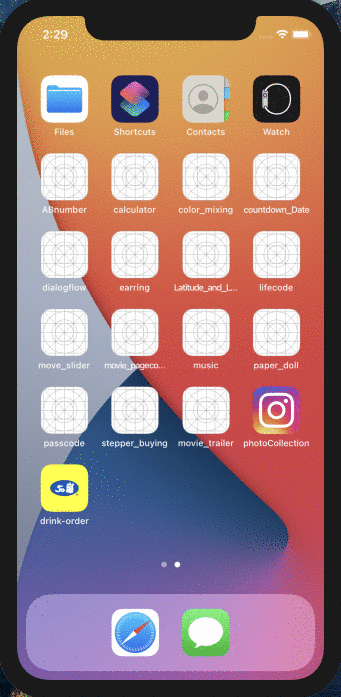 2:29
Files
Shortcuts
Contacts
Watch
ABnumber
calculator
color_mixing
countdown_Date
dialogflow
earring
Latitude_and_L...
lifecode
move_slider
movie_pageco...
music
paper_doll
passcode
stepper_buying
movie_trailer
photoCollection
drink-order